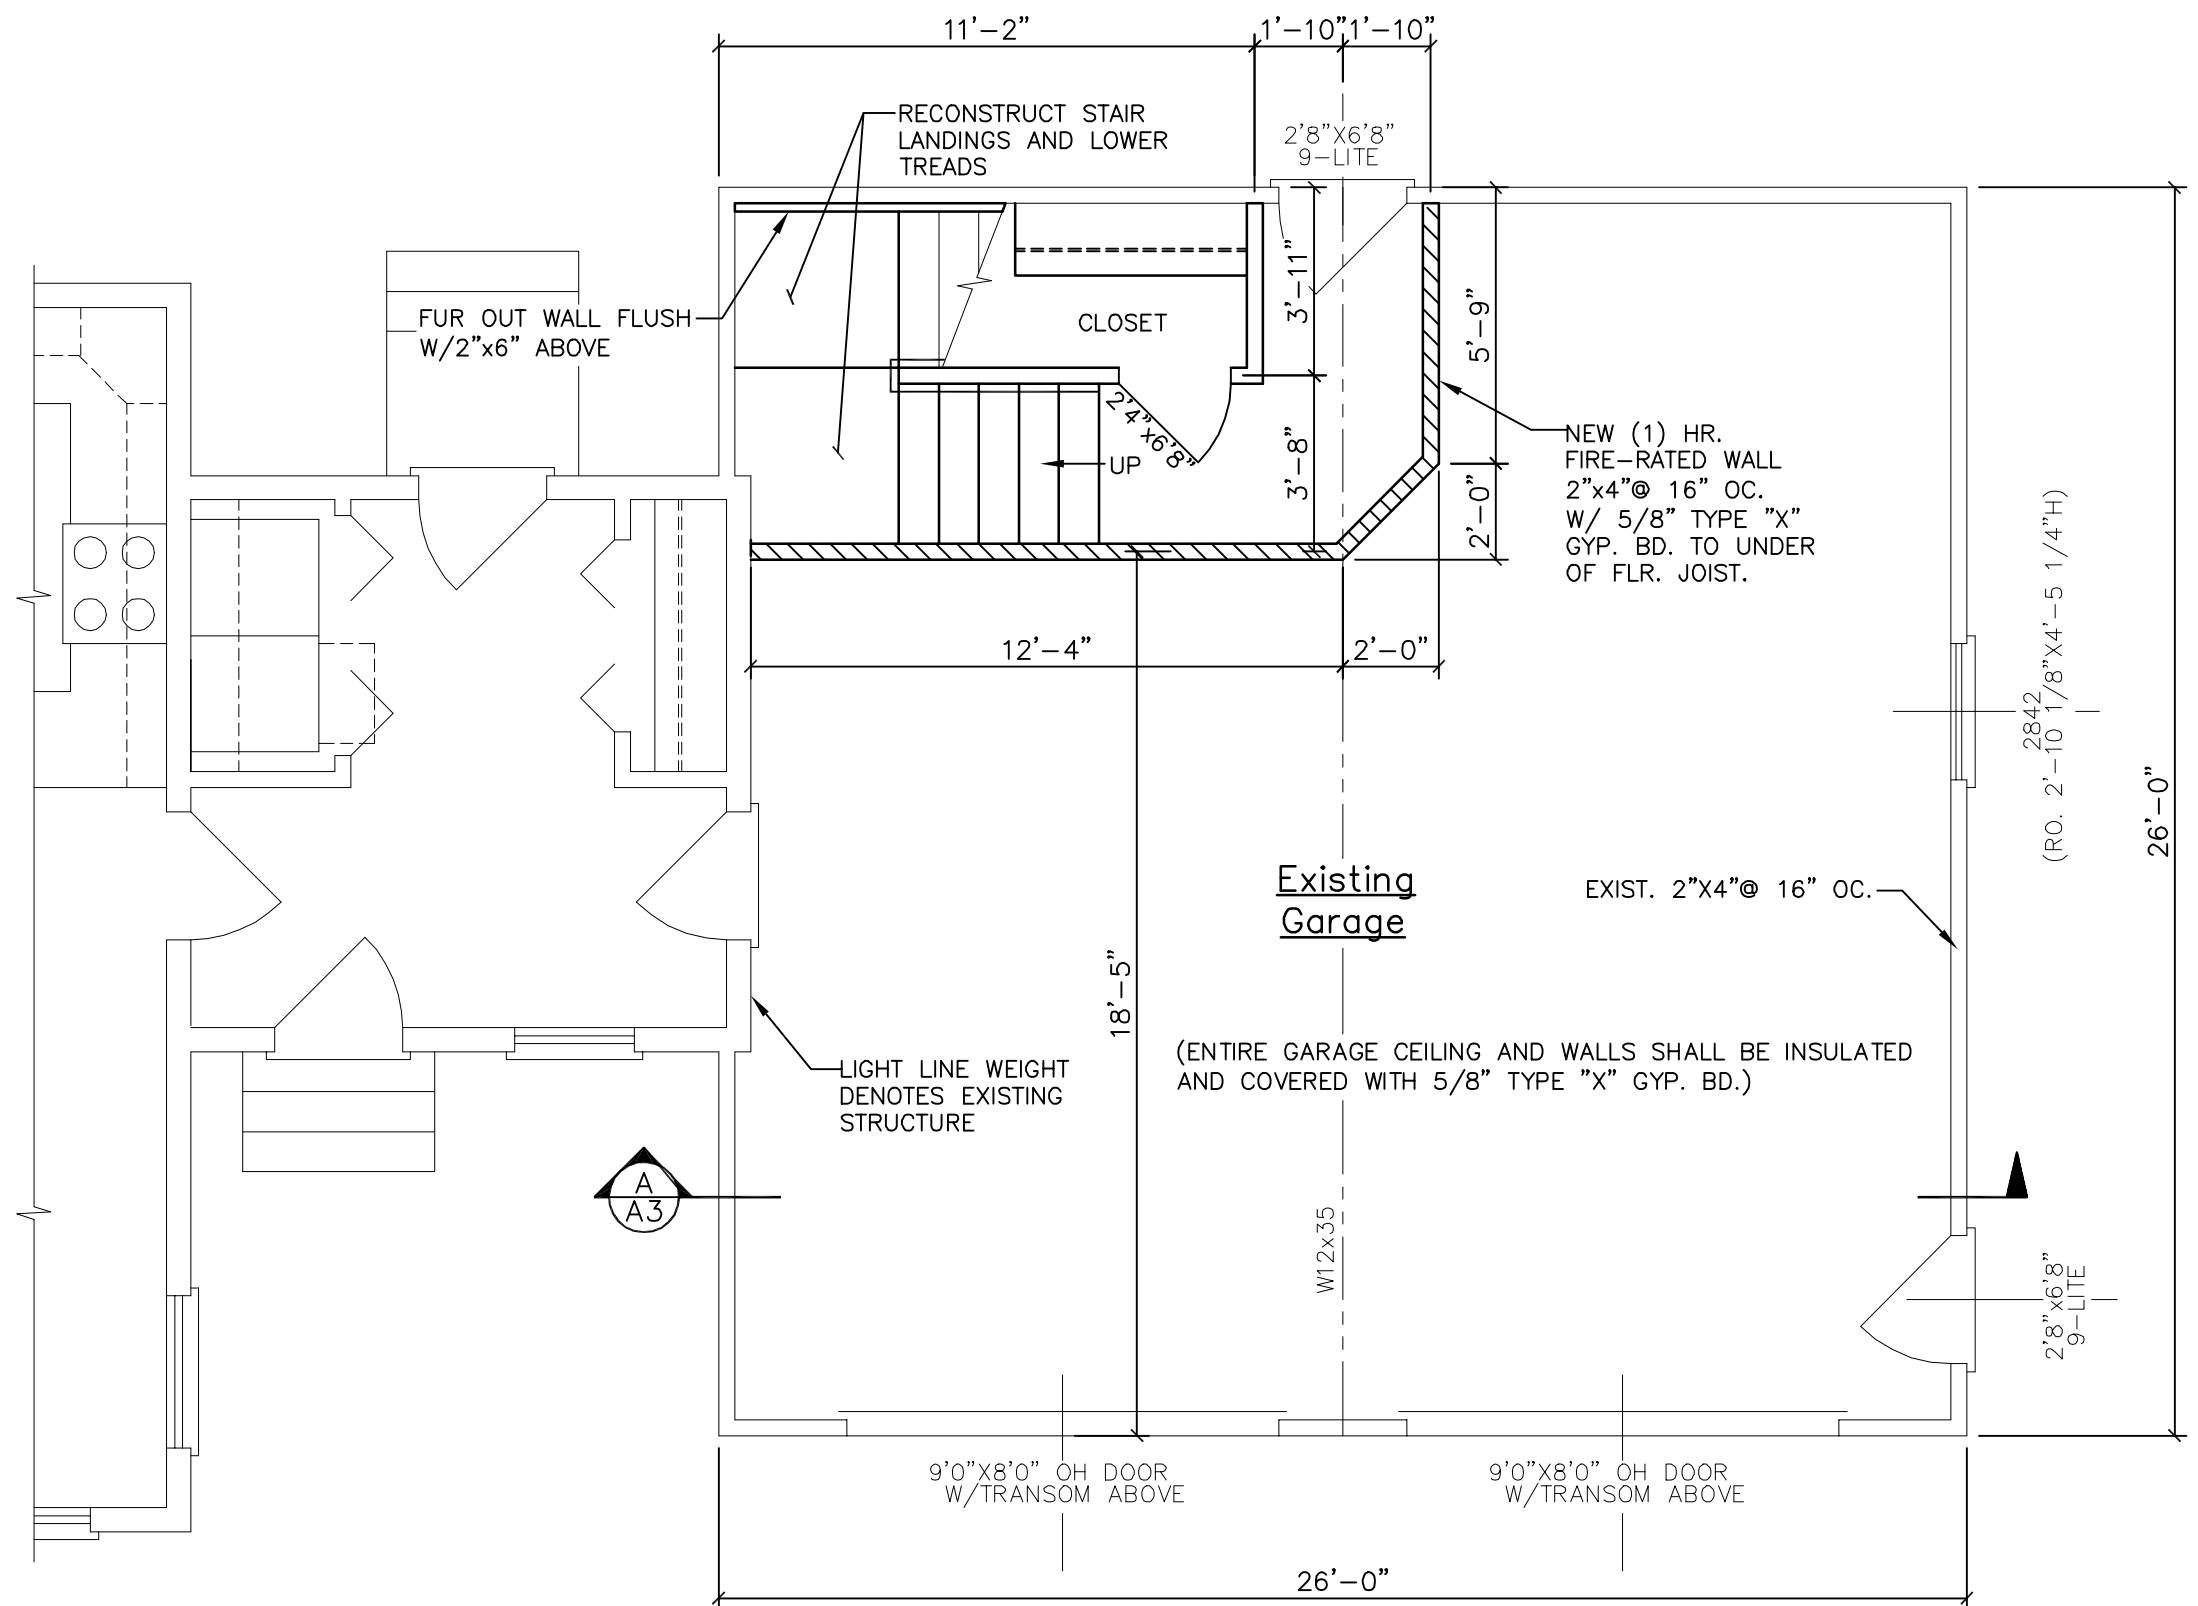 11'-2"
1'-10"
1'-10"
RECONSTRUCT STAIR
LANDINGS AND LOWER
TREADS
2'8"X6'8"
9-LITE
FUR OUT WALL FLUSH
W/2"x6" ABOVE
CLOSET
3'-11"
5'-9"
2'4"x6'8"
UP
3'-8"
2'-0"
NEW (1) HR.
FIRE-RATED WALL
2"x4"@ 16" OC.
W/ 5/8" TYPE "X"
GYP. BD. TO UNDER
OF FLR. JOIST.
12'-4"
2'-0"
2842
(RO. 2'-10 1/8"X4'-5 1/4"H)
26'-0"
Existing
Garage
EXIST. 2"X4"@ 16" OC.
18'-5"
(ENTIRE GARAGE CEILING AND WALLS SHALL BE INSULATED
AND COVERED WITH 5/8" TYPE "X" GYP. BD.)
LIGHT LINE WEIGHT
DENOTES EXISTING
STRUCTURE
A
A3
W12x35
2'8"x6'8"
9-LITE
9'0"X8'0" OH DOOR
W/TRANSOM ABOVE
9'0"X8'0" OH DOOR
W/TRANSOM ABOVE
26'-0"